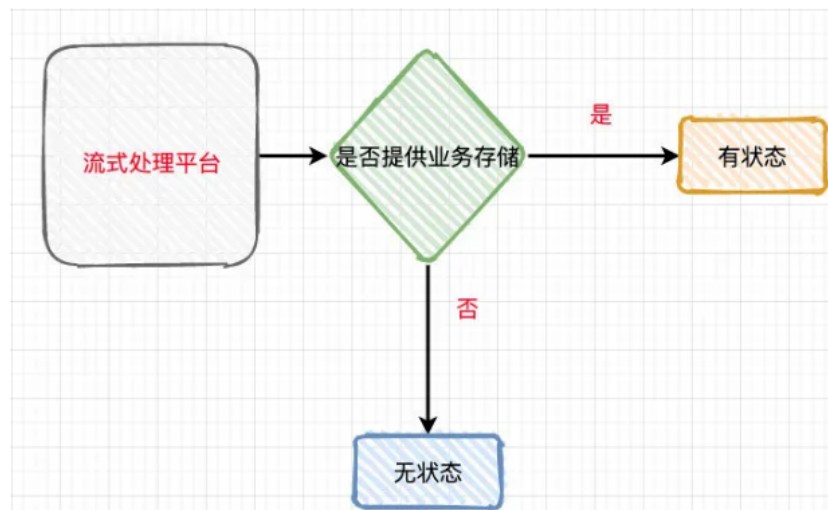 流式处理平台
是否提供业务存储
是
有状态
否
无状态